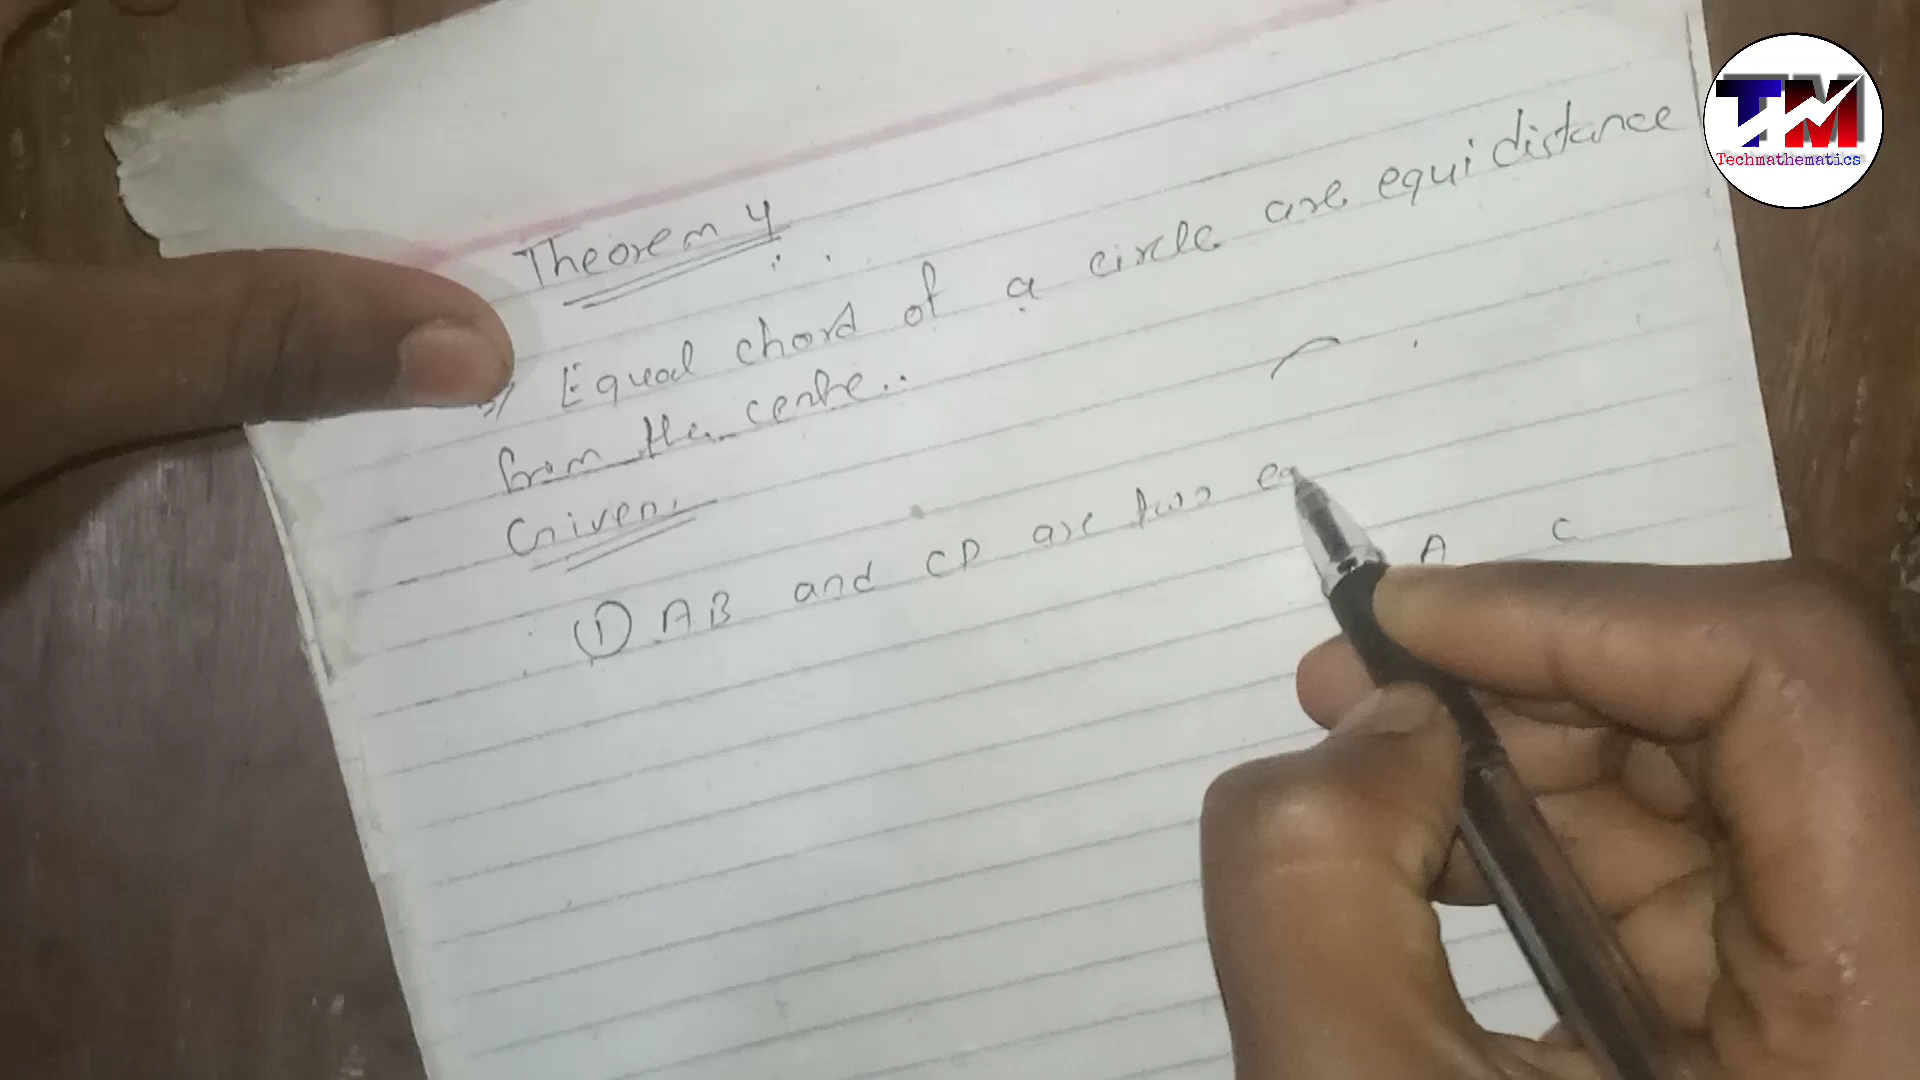 Theorem 4
Equal chord of a circle are equidistance
from the centre..
Given.
① AB and CD are two eq
A C
TM
Techmathematics